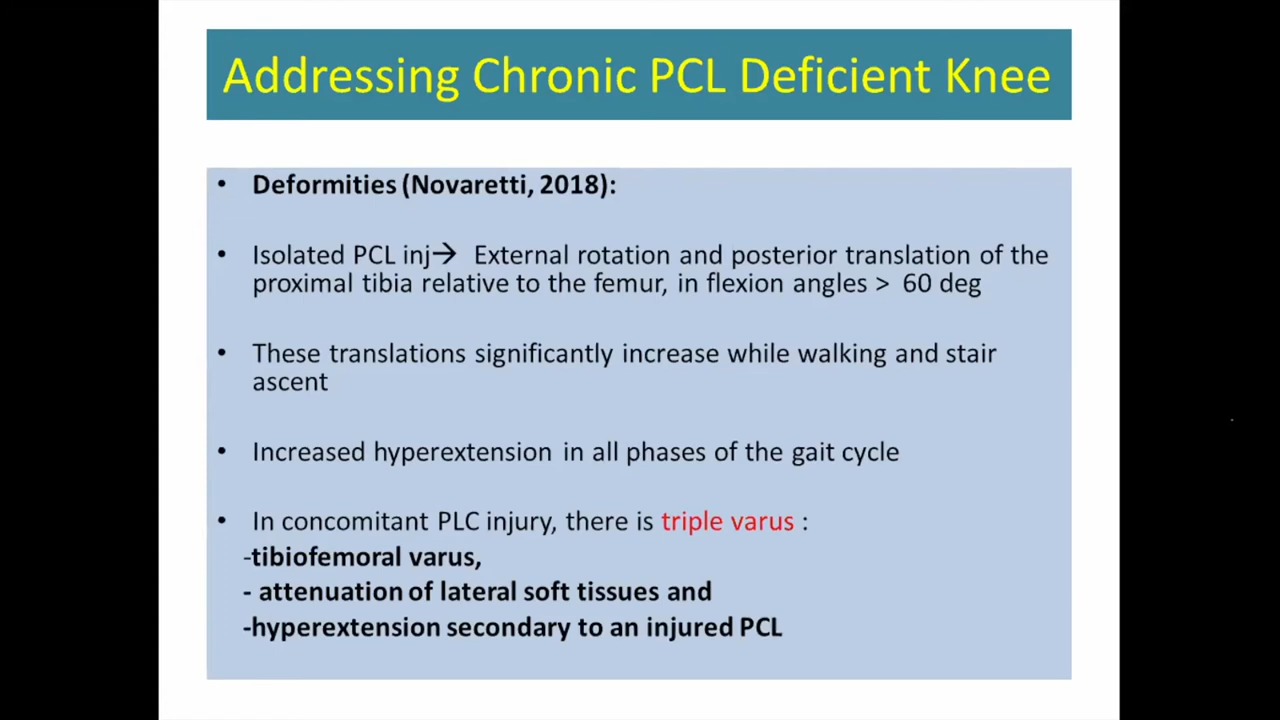 Addressing Chronic PCL Deficient Knee
• Deformities (Novaretti, 2018):
• Isolated PCL inj→ External rotation and posterior translation of the
proximal tibia relative to the femur, in flexion angles > 60 deg
• These translations significantly increase while walking and stair
ascent
• Increased hyperextension in all phases of the gait cycle
• In concomitant PLC injury, there is triple varus :
-tibiofemoral varus,
- attenuation of lateral soft tissues and
-hyperextension secondary to an injured PCL